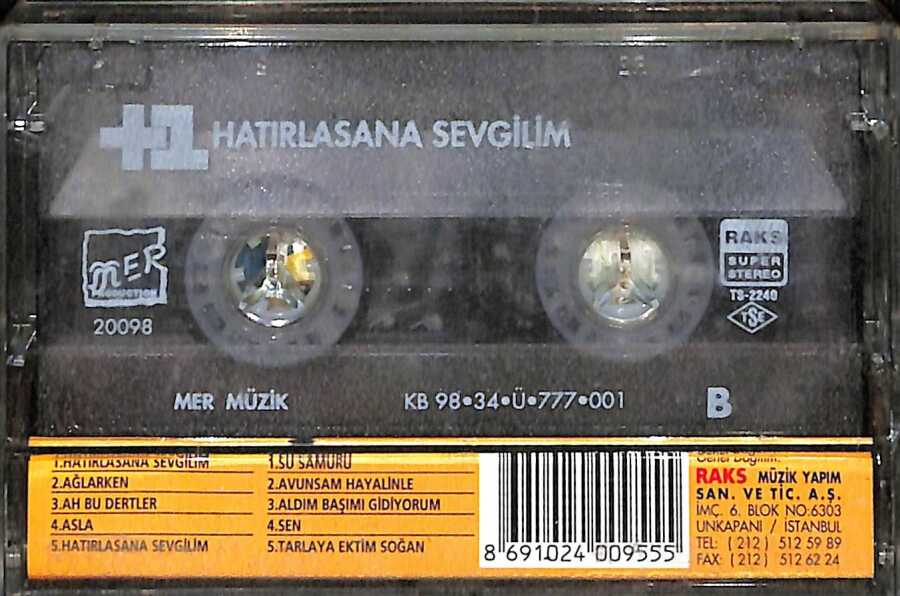 +1 HATIRLASANA SEVGİLİM
MER
PRODUCTION
20098
RAKS
SUPER
STEREO
TS-2240
TSE
MER MÜZİK
KB 98•34•Ü•777•001
B
1.HATIRLASANA SEVGİLİM
2.AĞLARKEN
3.AH BU DERTLER
4.ASLA
5.HATIRLASANA SEVGİLİM
1.SU SAMURU
2.AVUNSAM HAYALİNLE
3.ALDIM BAŞIMI GİDİYORUM
4.SEN
5.TARLAYA EKTİM SOĞAN
8 691024 009555
Genel Dağıtım:
RAKS MÜZİK YAPIM
SAN. VE TİC. A.Ş.
İMÇ. 6. BLOK NO:6303
UNKAPANI / İSTANBUL
TEL: (212) 512 59 89
FAX: (212) 512 62 24